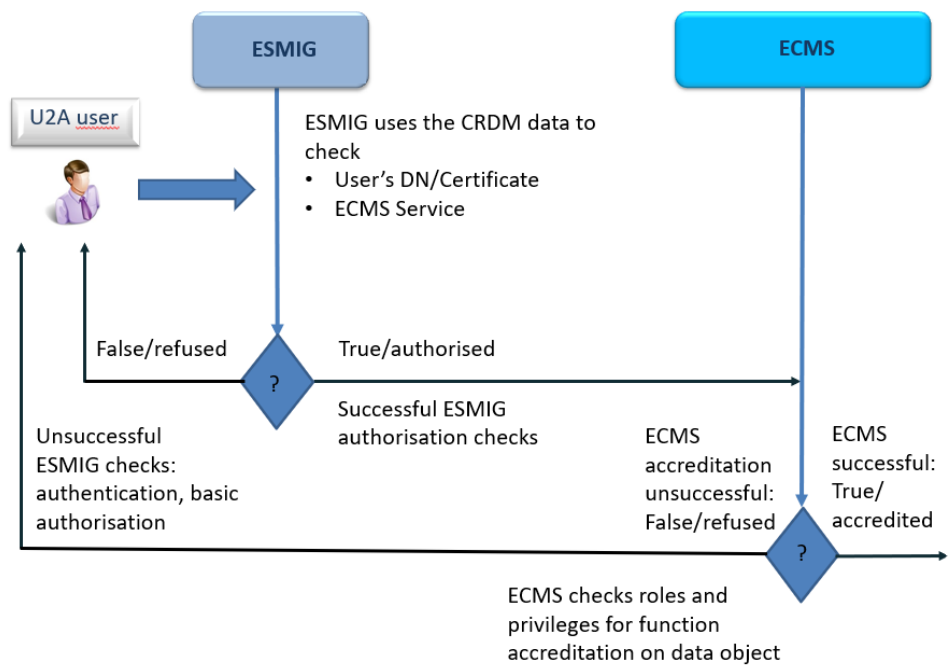 ESMIG
ECMS
U2A user
ESMIG uses the CRDM data to
check
• User's DN/Certificate
• ECMS Service
False/refused
True/authorised
?
Successful ESMIG
authorisation checks
Unsuccessful
ESMIG checks:
authentication, basic
authorisation
ECMS
accreditation
unsuccessful:
False/refused
ECMS
successful:
True/
accredited
?
ECMS checks roles and
privileges for function
accreditation on data object